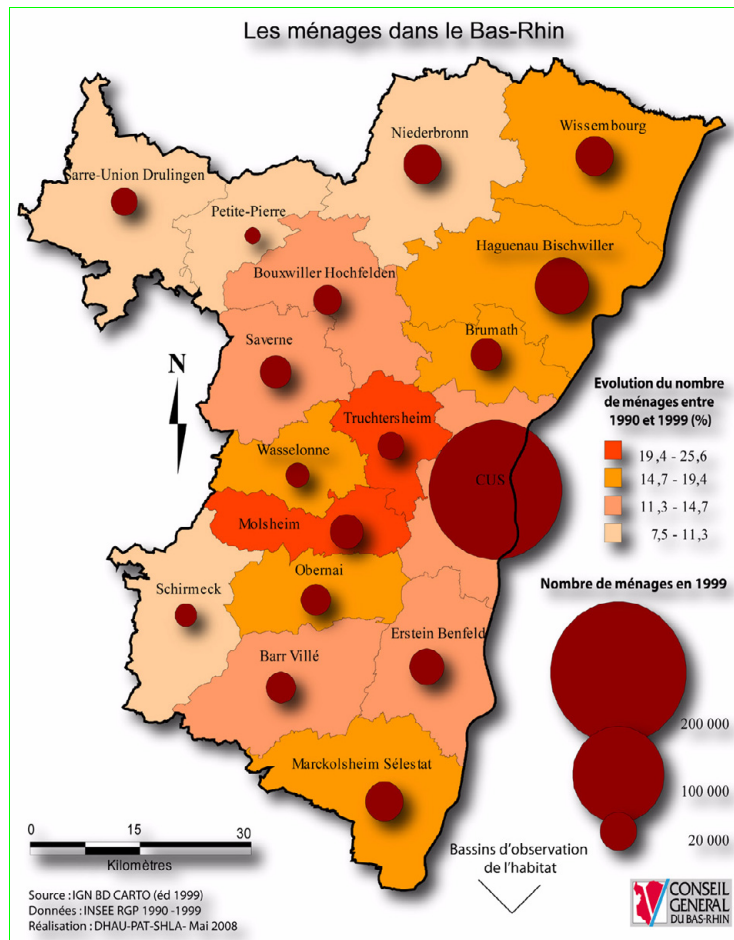 Les ménages dans le Bas-Rhin
Niederbronn
Wissembourg
Sarre-Union Drulingen
Petite-Pierre
Haguenau Bischwiller
Bouxwiller Hochfelden
Saverne
Brumath
N
Evolution du nombre
de ménages entre
1990 et 1999 (%)
19,4 - 25,6
14,7 - 19,4
11,3 - 14,7
7,5 - 11,3
Truchtersheim
Wasselonne
CUS
Molsheim
Obernai
Schirmeck
Nombre de ménages en 1999
200 000
100 000
20 000
Erstein Benfeld
Barr Villé
Marckolsheim Sélestat
0 15 30
Kilomètres
Bassins d'observation
de l'habitat
Source : IGN BD CARTO (éd 1999)
Données : INSEE RGP 1990 -1999
Réalisation : DHAU-PAT-SHLA- Mai 2008
CONSEIL
GENERAL
DU BAS-RHIN